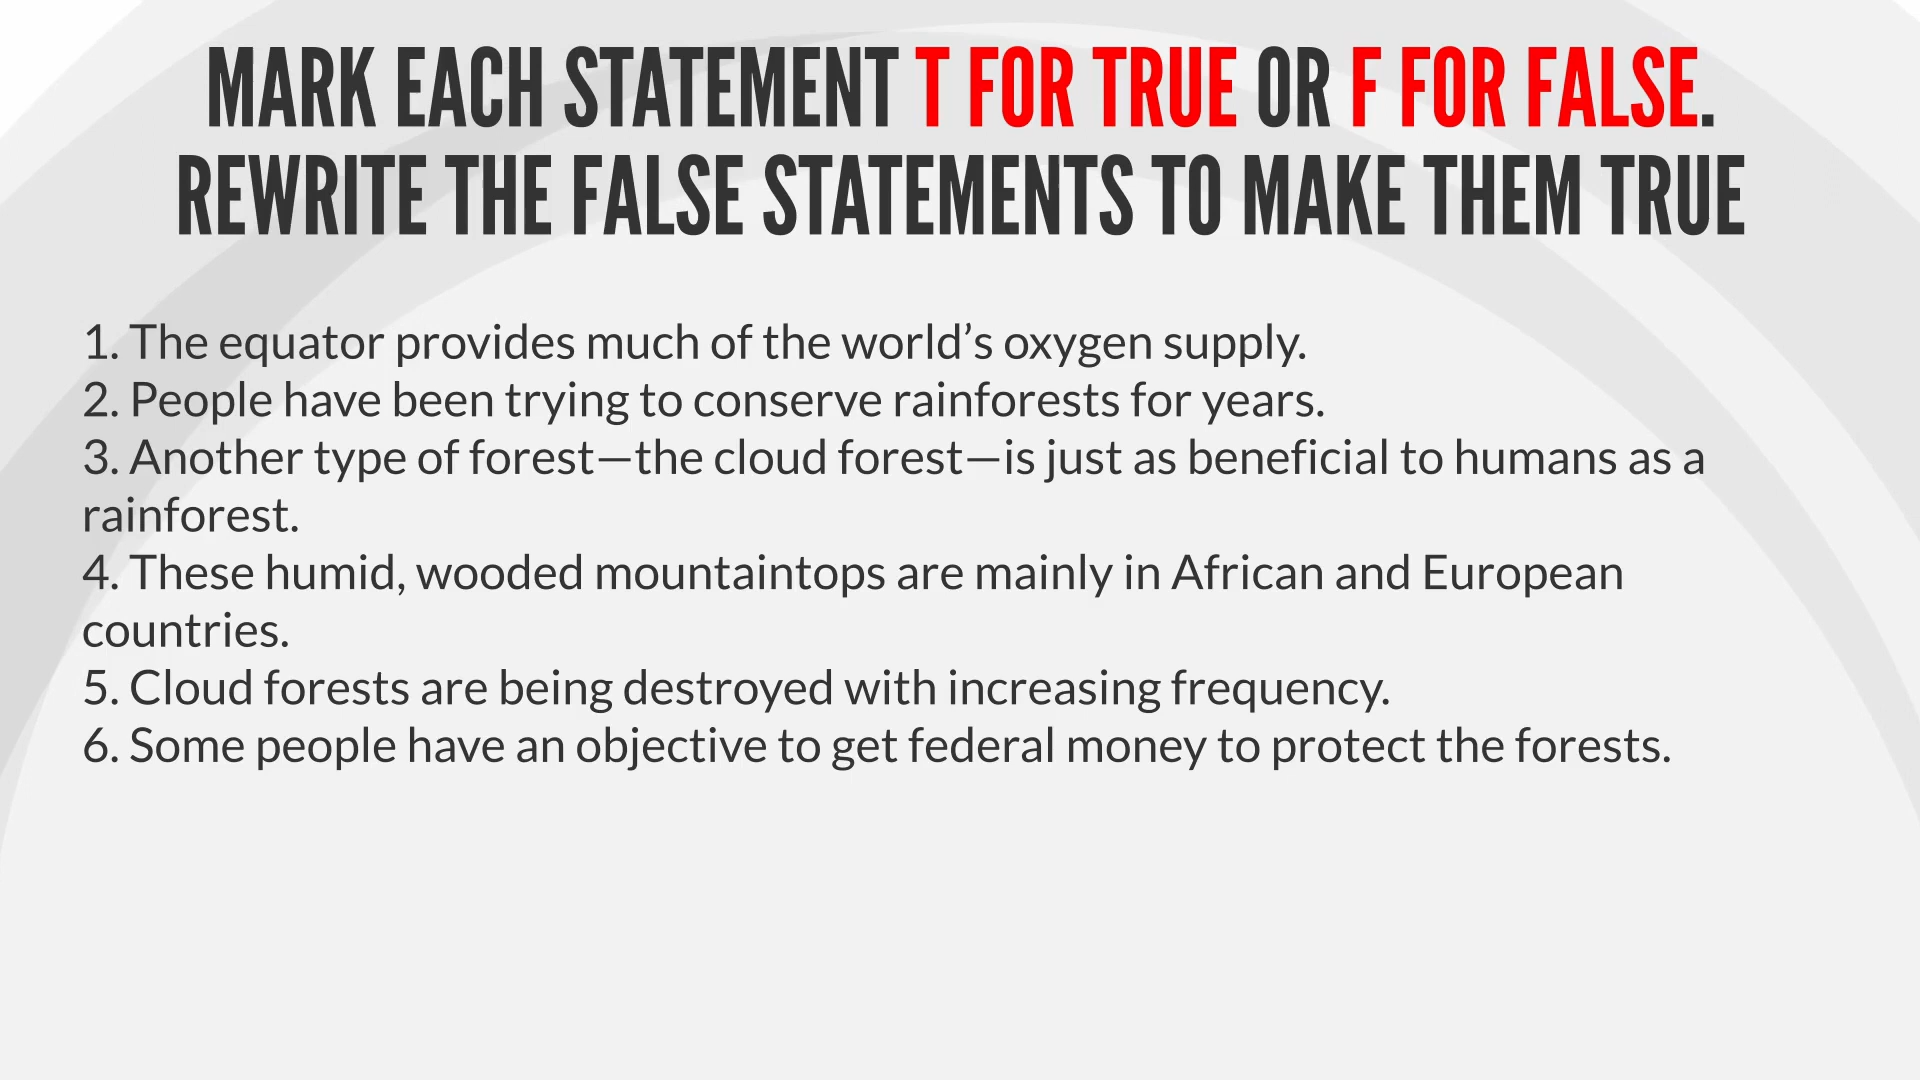 MARK EACH STATEMENT T FOR TRUE OR F FOR FALSE.
REWRITE THE FALSE STATEMENTS TO MAKE THEM TRUE
1. The equator provides much of the world’s oxygen supply.
2. People have been trying to conserve rainforests for years.
3. Another type of forest—the cloud forest—is just as beneficial to humans as a
rainforest.
4. These humid, wooded mountaintops are mainly in African and European
countries.
5. Cloud forests are being destroyed with increasing frequency.
6. Some people have an objective to get federal money to protect the forests.